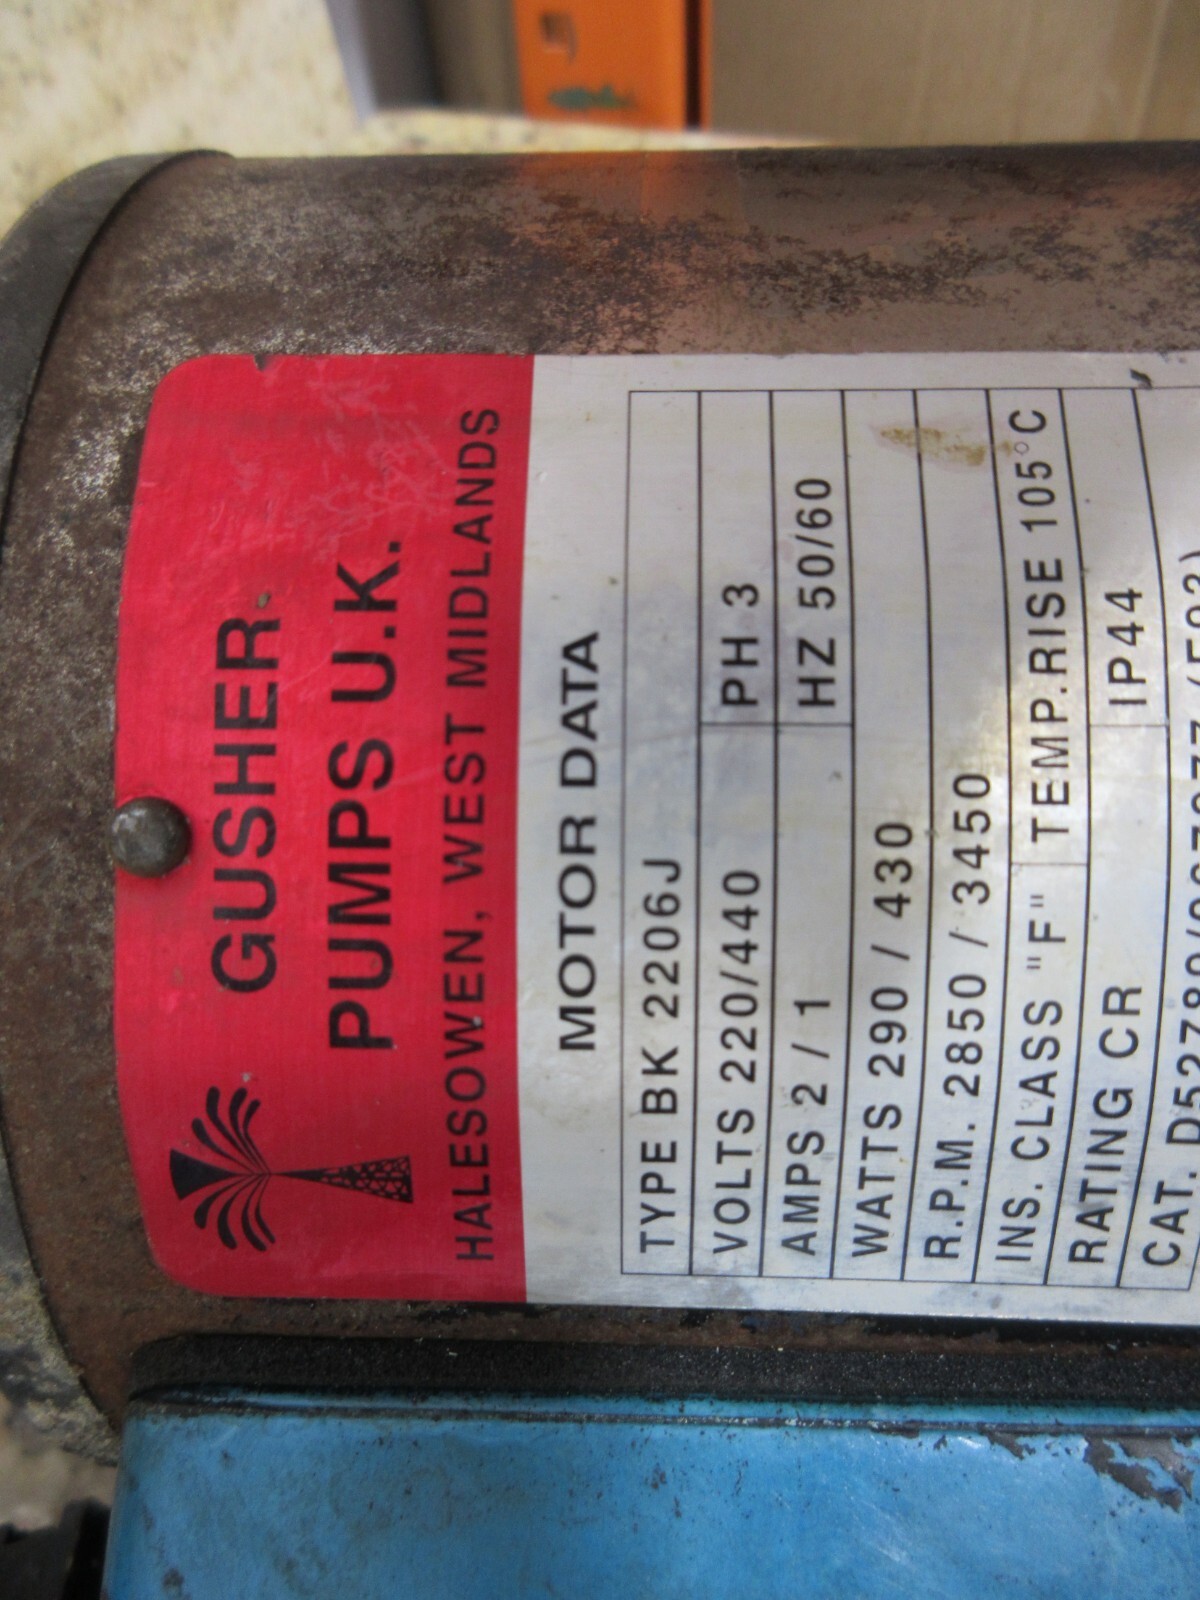 GUSHER
PUMPS U.K.
HALESOWEN, WEST MIDLANDS
MOTOR DATA
TYPE BK 2206J
VOLTS 220/440 PH 3
AMPS 2 / 1 HZ 50/60
WATTS 290 / 430
R.P.M. 2850 / 3450
INS. CLASS "F" TEMP.RISE 105°C
RATING CR IP44
CAT.